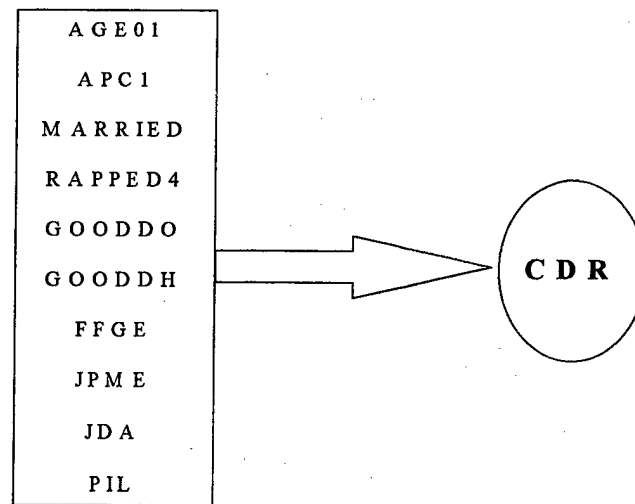 AGE01
APC1
MARRIED
RAPPED4
GOODDO
GOODDH
FFGE
JPME
JDA
PIL
CDR